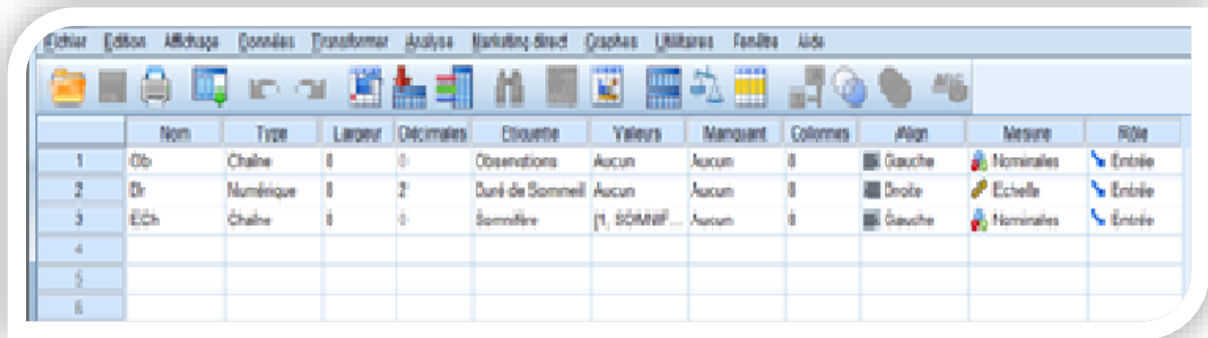 Fichier Edition Affichage Données Transformer Analyse Marketing direct Graphes Utilitaires Fenêtre Aide
Nom Type Largeur Décimales Etiquette Valeurs Manquant Colonnes Align Mesure Rôle
1 Ob Chaîne 8 0 Aucun Aucun 8 Gauche Nominales Entrée
2 Dr Numérique 8 2 Duré de Sommeil Aucun Aucun 8 Droite Echelle Entrée
3 ECh Chaîne 8 0 Somnifère {1, SOMNIF... Aucun 8 Gauche Nominales Entrée
4
5
6